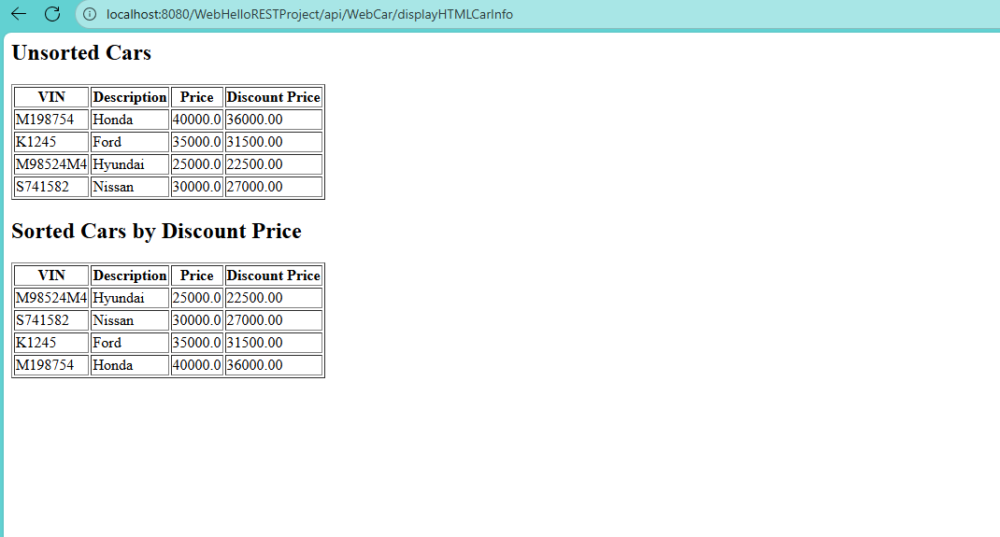 localhost:8080/WebHelloRESTProject/api/WebCar/displayHTMLCarInfo
Unsorted Cars
VIN Description Price Discount Price
M198754 Honda 40000.0 36000.00
K1245 Ford 35000.0 31500.00
M98524M4 Hyundai 25000.0 22500.00
S741582 Nissan 30000.0 27000.00
Sorted Cars by Discount Price
VIN Description Price Discount Price
M98524M4 Hyundai 25000.0 22500.00
S741582 Nissan 30000.0 27000.00
K1245 Ford 35000.0 31500.00
M198754 Honda 40000.0 36000.00